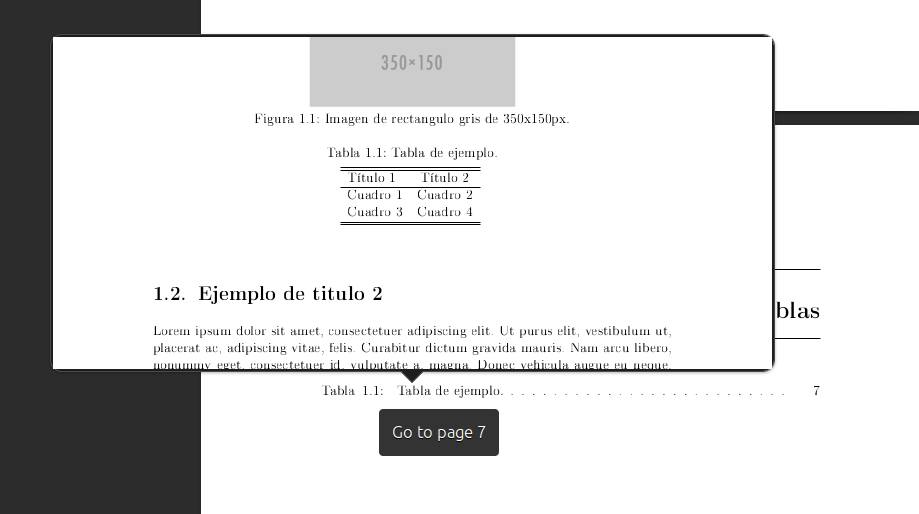 350×150
Figura 1.1: Imagen de rectangulo gris de 350x150px.
Tabla 1.1: Tabla de ejemplo.
Título 1 Título 2
Cuadro 1 Cuadro 2
Cuadro 3 Cuadro 4
1.2. Ejemplo de titulo 2
Lorem ipsum dolor sit amet, consectetuer adipiscing elit. Ut purus elit, vestibulum ut,
placerat ac, adipiscing vitae, felis. Curabitur dictum gravida mauris. Nam arcu libero,
nonummy eget, consectetuer id, vulputate a, magna. Donec vehicula augue eu neque.
blas
Tabla 1.1: Tabla de ejemplo. . . . . . . . . . . . . . . . . . . . . . . . . . . 7
Go to page 7